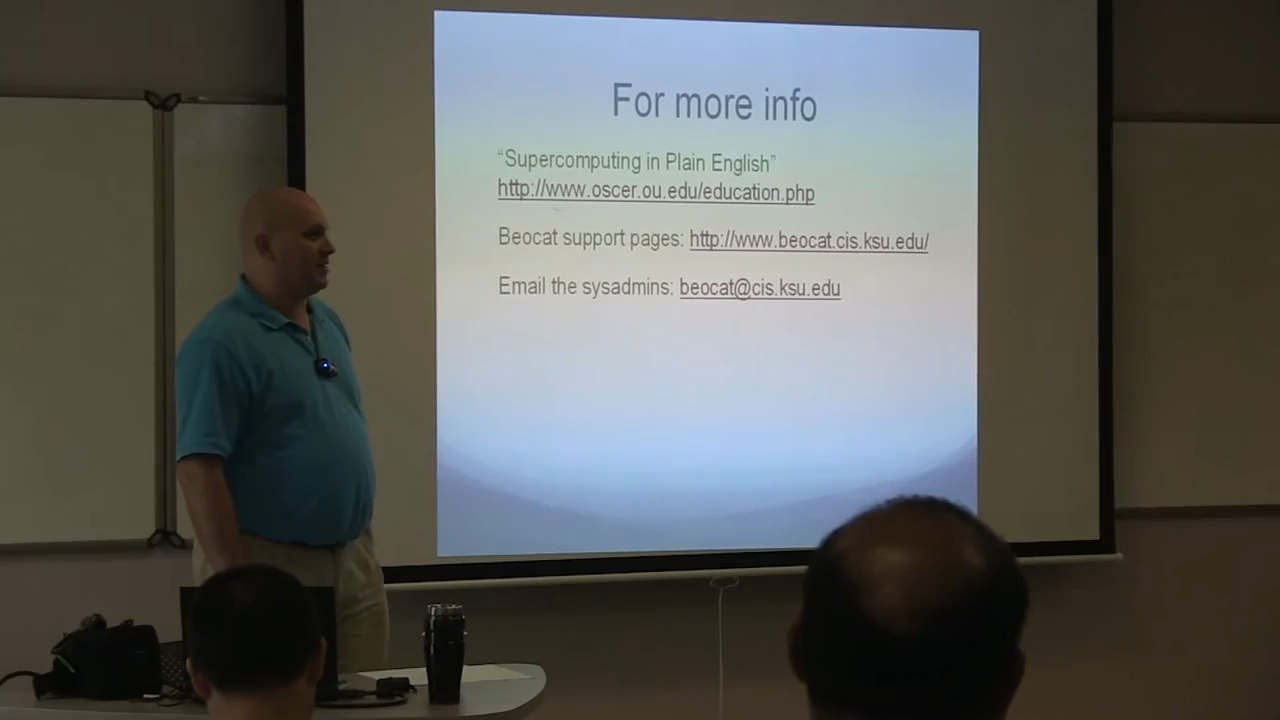 For more info
“Supercomputing in Plain English”
http://www.oscer.ou.edu/education.php
Beocat support pages: http://www.beocat.cis.ksu.edu/
Email the sysadmins: beocat@cis.ksu.edu